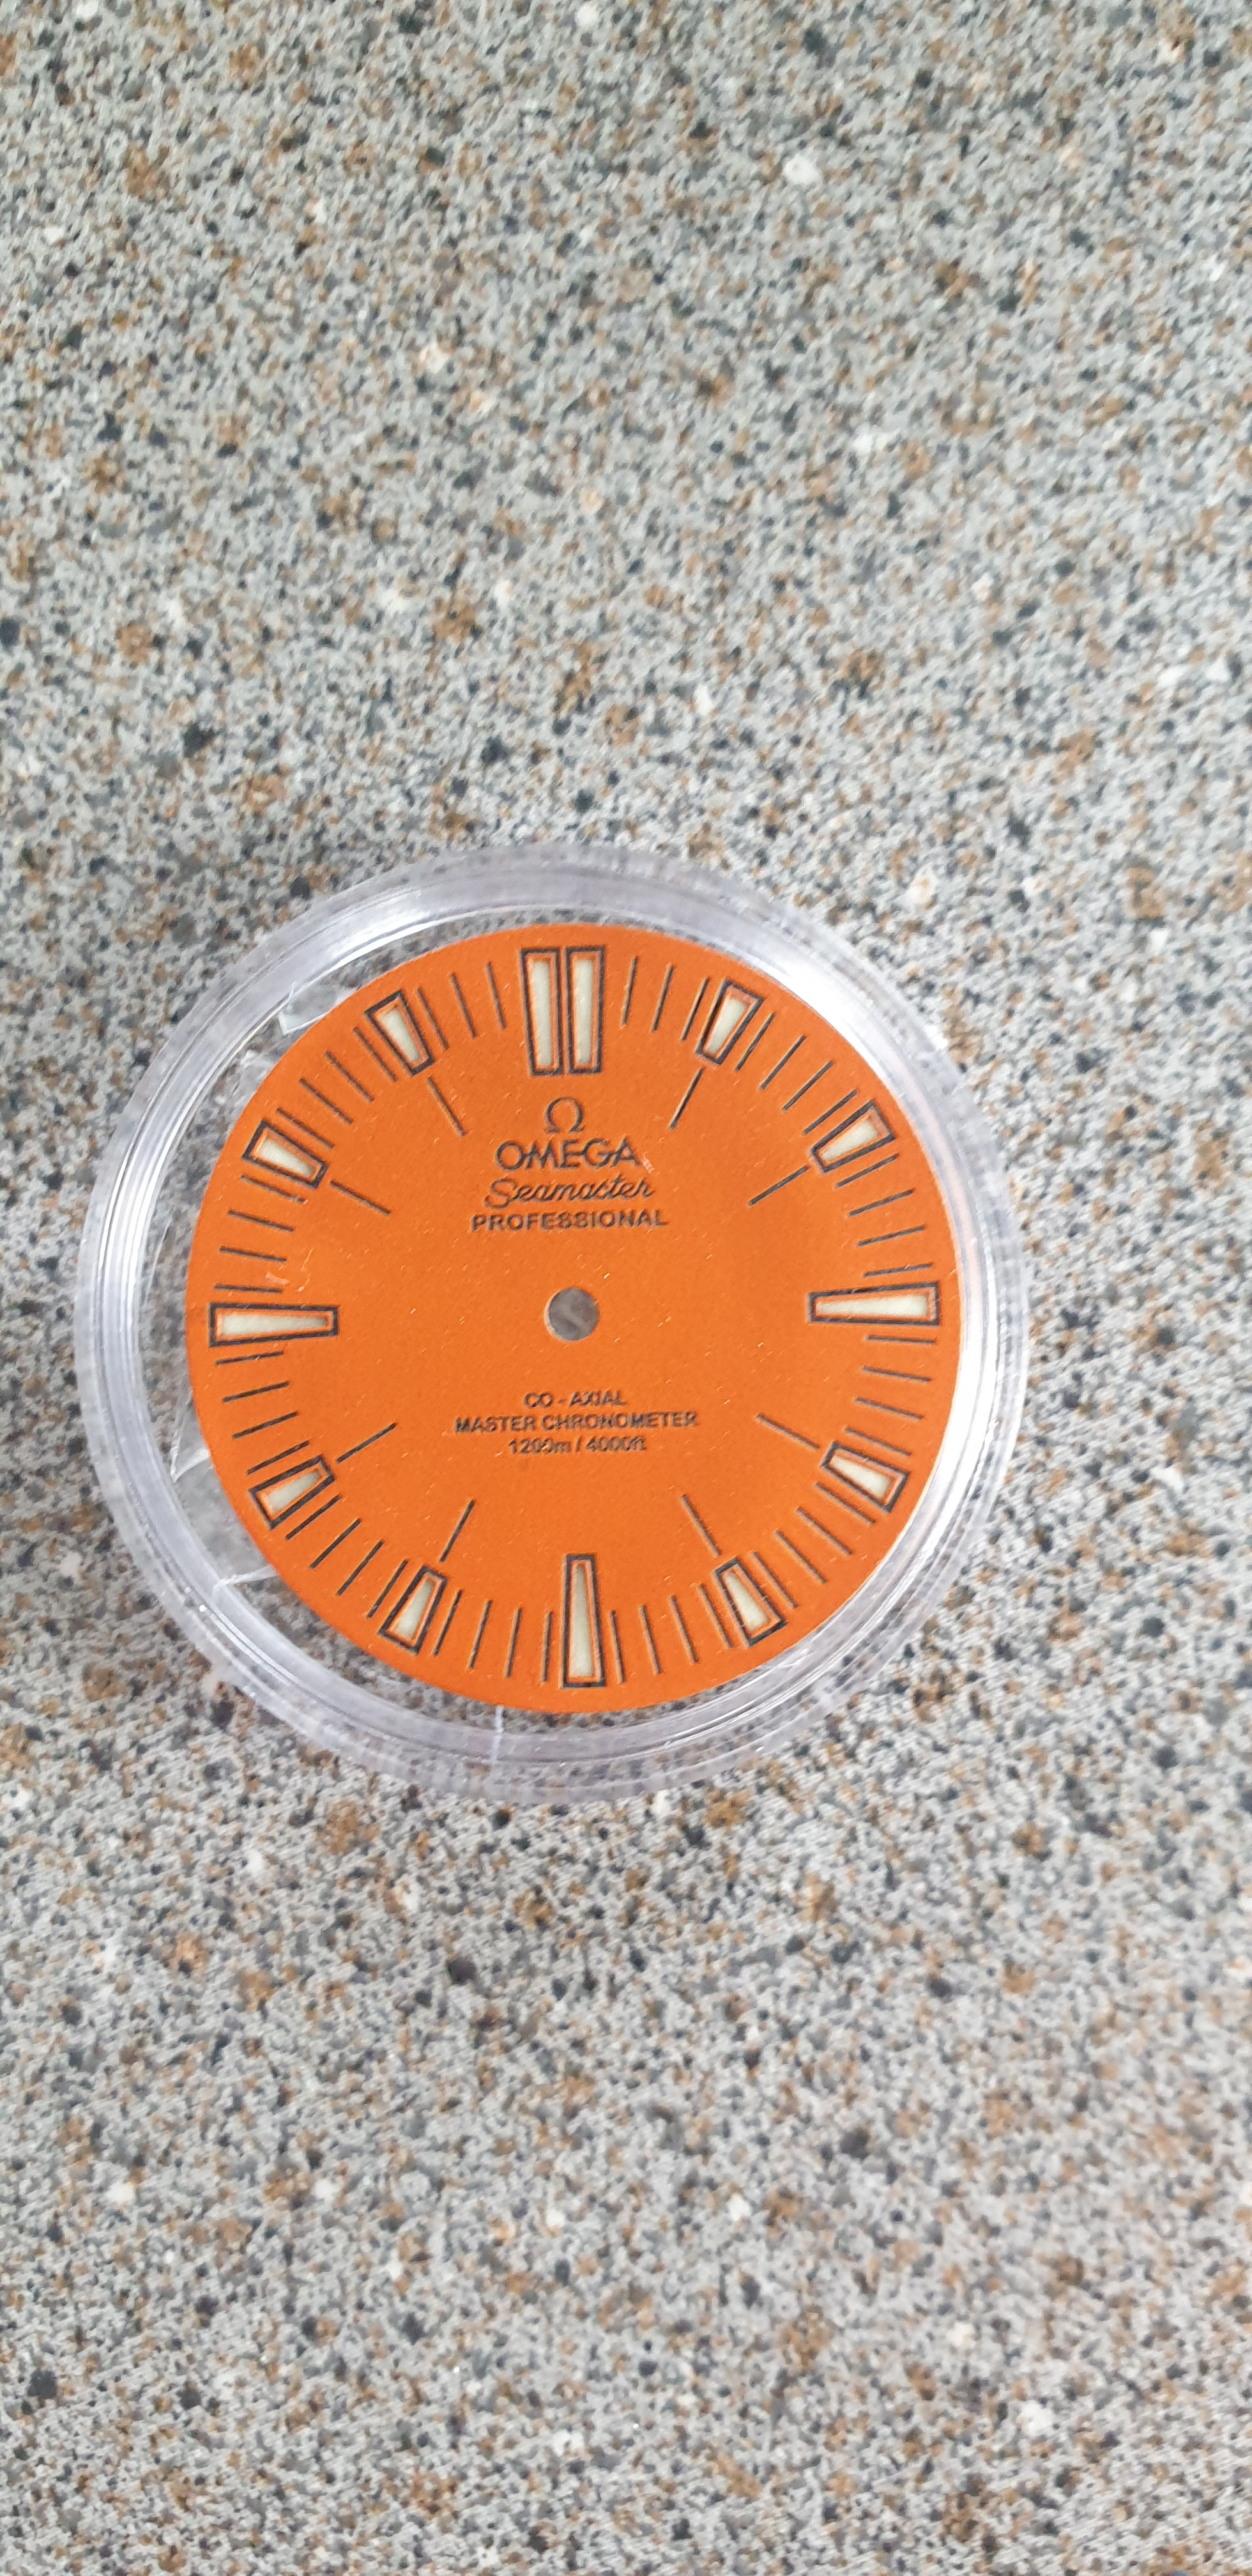 Ω
OMEGA
Seamaster
PROFESSIONAL
CO - AXIAL
MASTER CHRONOMETER
1200m / 4000ft